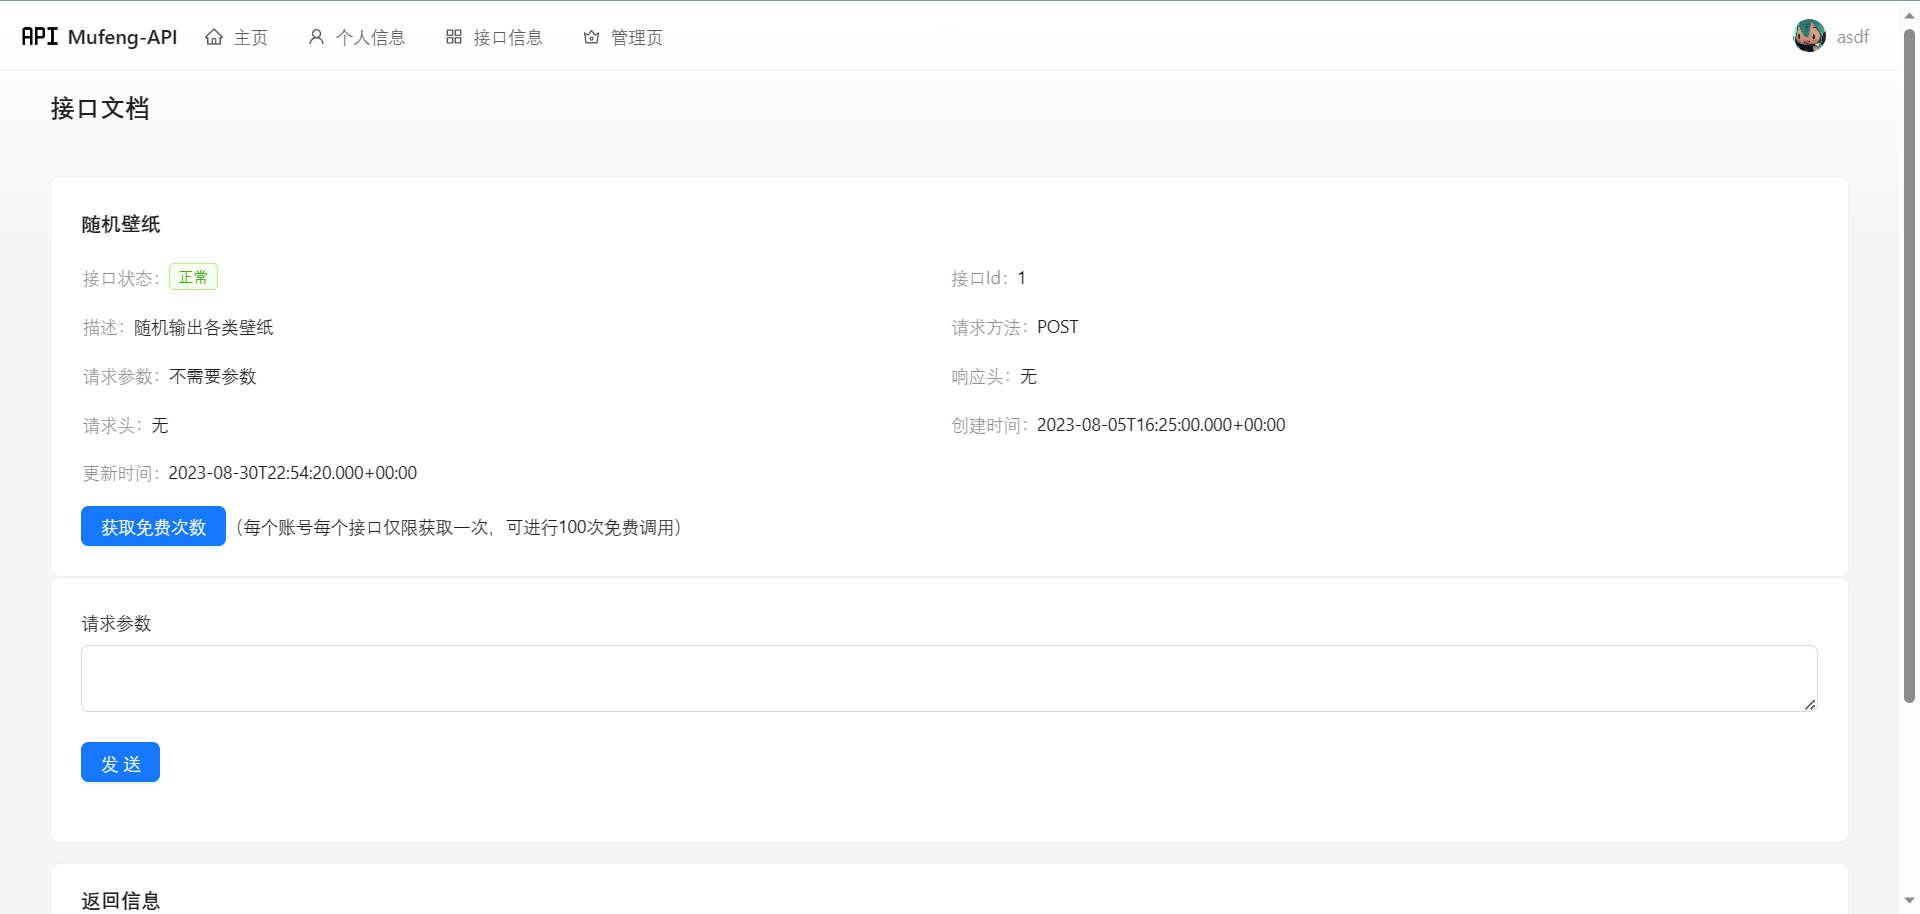 API Mufeng-API 主页 个人信息 接口信息 管理页 asdf
接口文档
随机壁纸
接口状态: 正常 接口Id: 1
描述: 随机输出各类壁纸 请求方法: POST
请求参数: 不需要参数 响应头: 无
请求头: 无 创建时间: 2023-08-05T16:25:00.000+00:00
更新时间: 2023-08-30T22:54:20.000+00:00
获取免费次数 （每个账号每个接口仅限获取一次，可进行100次免费调用）
请求参数
发 送
返回信息